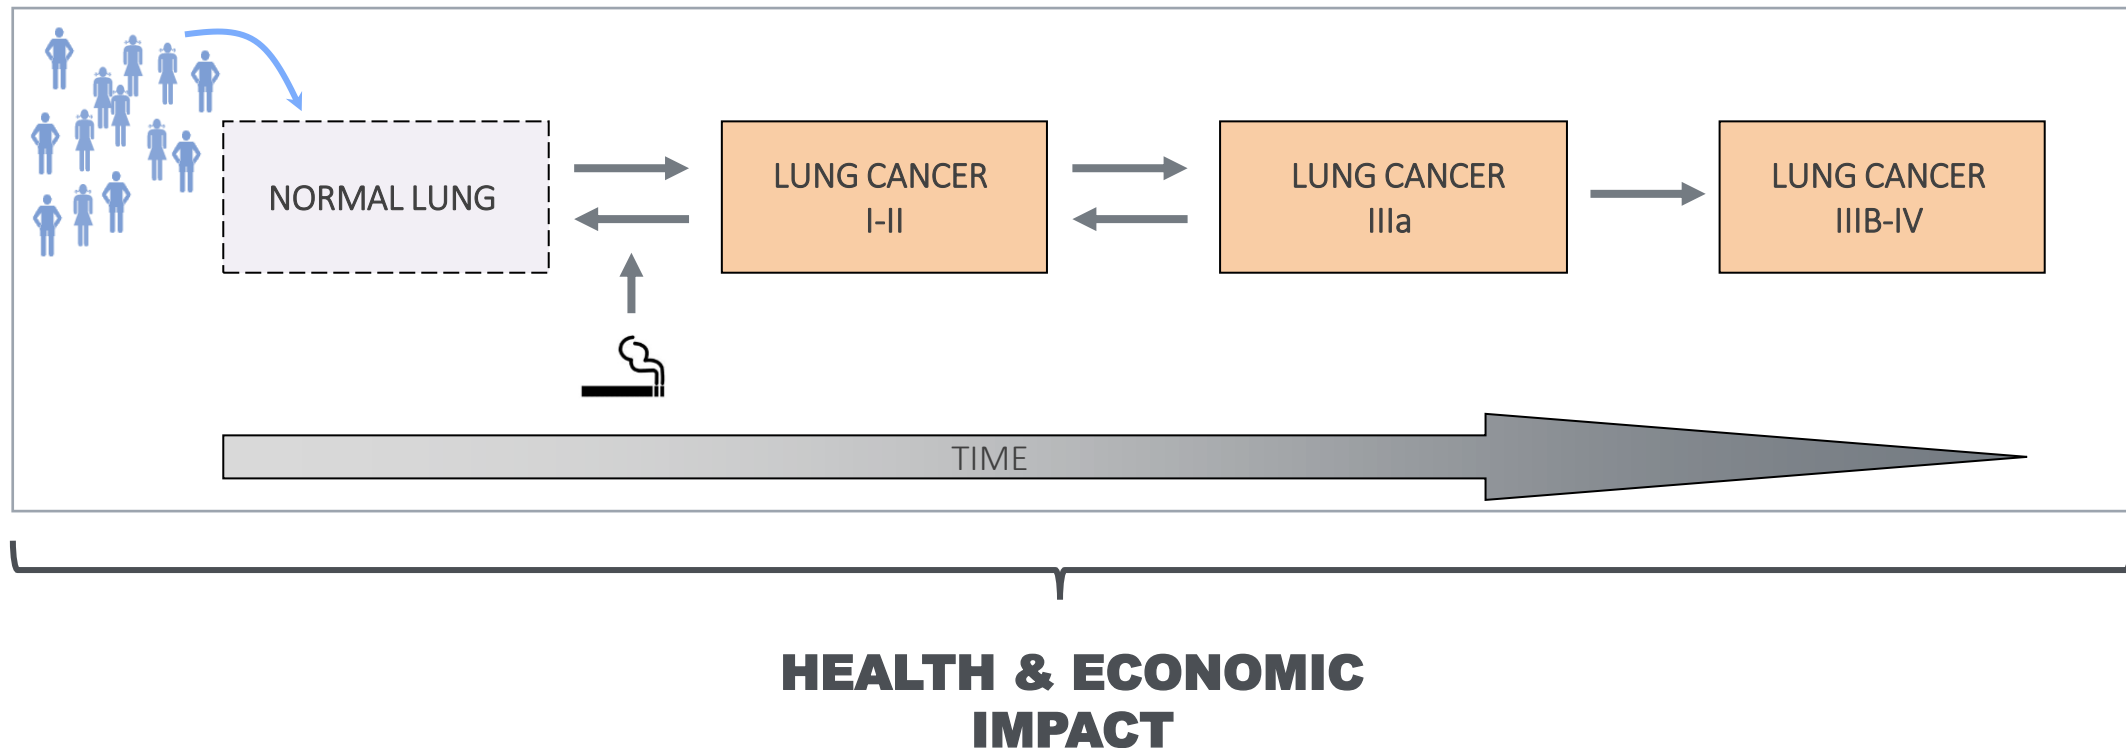 NORMAL LUNG
LUNG CANCER
I-II
LUNG CANCER
IIIa
LUNG CANCER
IIIB-IV
TIME
HEALTH & ECONOMIC
IMPACT